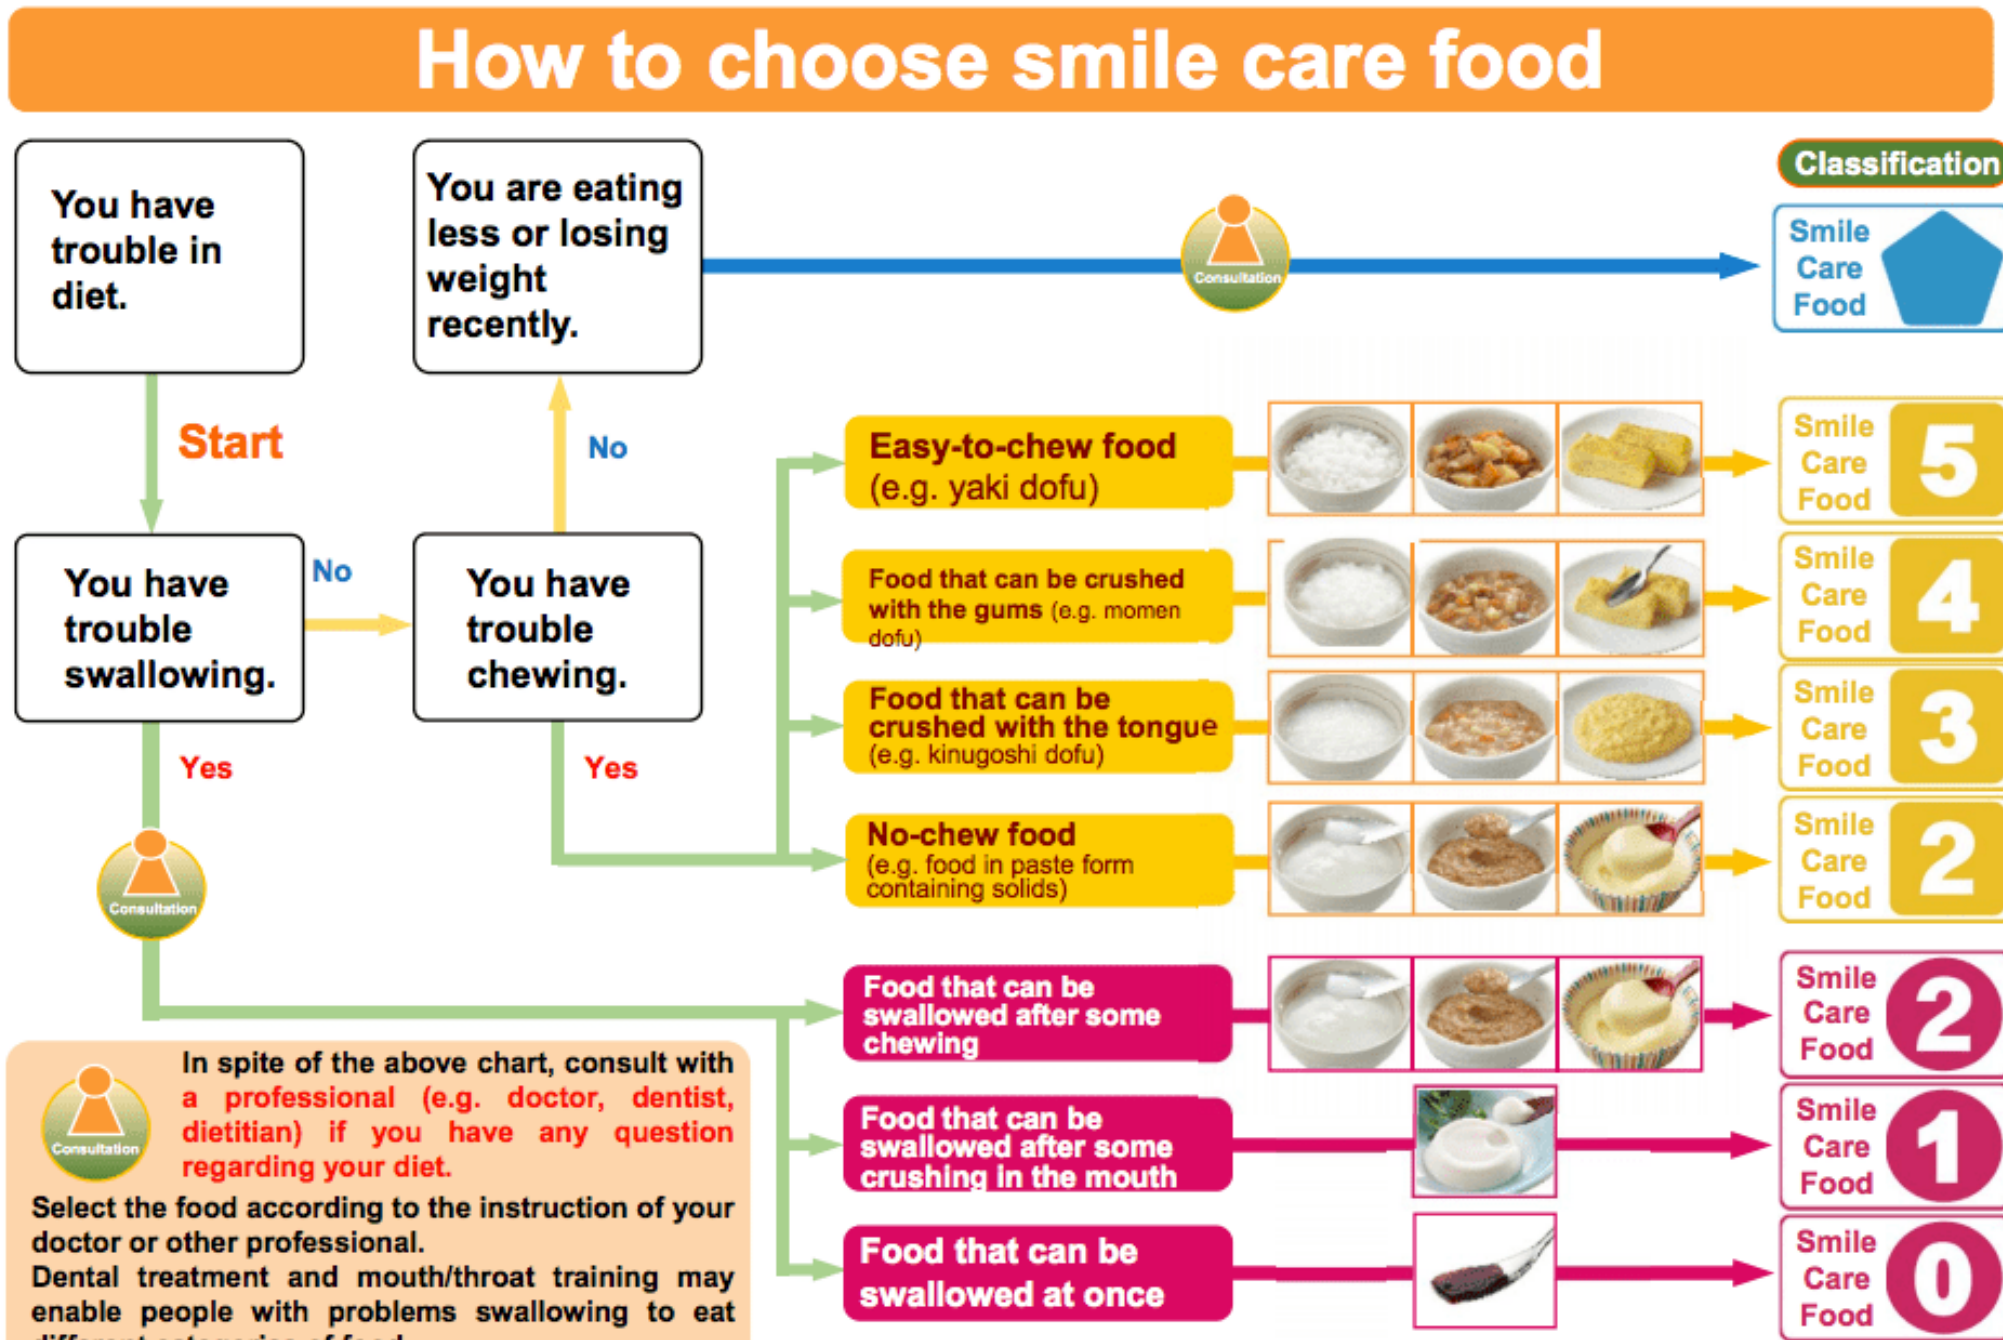 How to choose smile care food
You have
trouble in
diet.
You are eating
less or losing
weight
recently.
Consultation
Classification
Smile
Care
Food
Start
No
Easy-to-chew food
(e.g. yaki dofu)
Smile
Care
Food
5
You have
trouble
swallowing.
No
You have
trouble
chewing.
Food that can be crushed
with the gums (e.g. momen
dofu)
Smile
Care
Food
4
Food that can be
crushed with the tongue
(e.g. kinugoshi dofu)
Smile
Care
Food
3
Yes
Yes
No-chew food
(e.g. food in paste form
containing solids)
Smile
Care
Food
2
Consultation
Food that can be
swallowed after some
chewing
Smile
Care
Food
2
Food that can be
swallowed after some
crushing in the mouth
Smile
Care
Food
1
Food that can be
swallowed at once
Smile
Care
Food
0
Consultation
In spite of the above chart, consult with
a professional (e.g. doctor, dentist,
dietitian) if you have any question
regarding your diet.
Select the food according to the instruction of your
doctor or other professional.
Dental treatment and mouth/throat training may
enable people with problems swallowing to eat
different categories of food